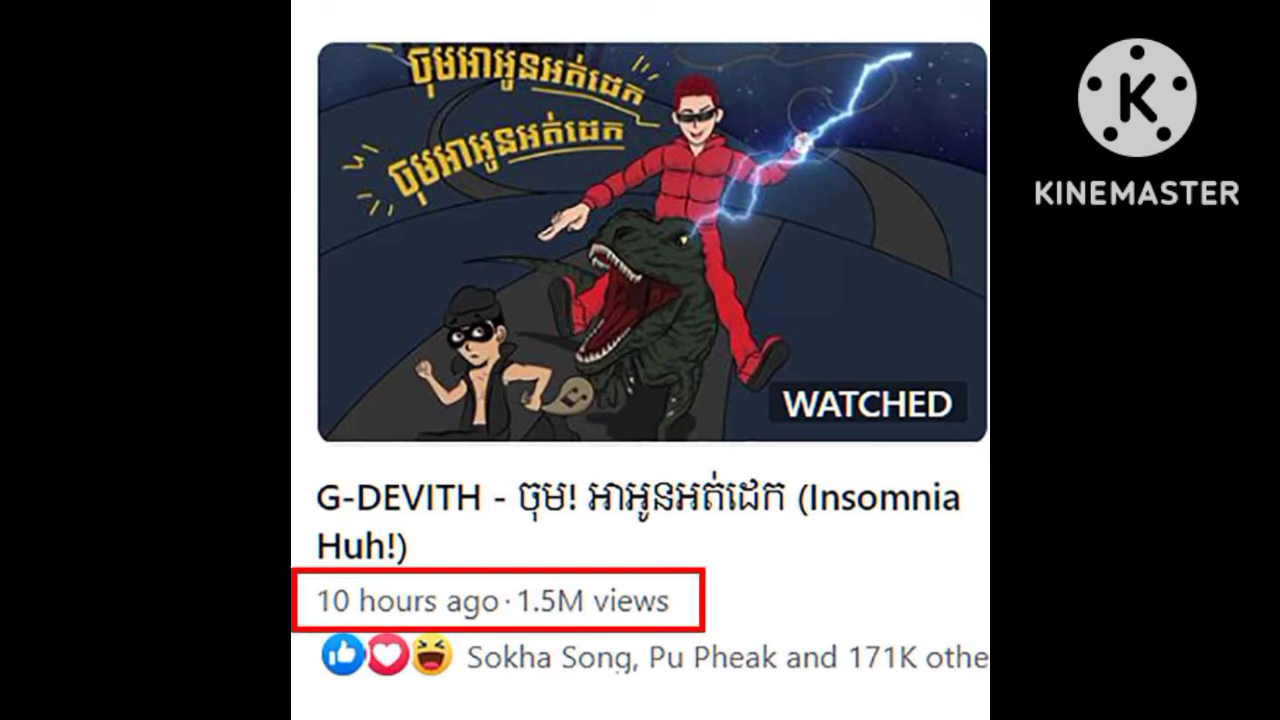 ចុមអាអូនអត់ដេក
ចុមអាអូនអត់ដេក
K
KINEMASTER
WATCHED
G-DEVITH - ចុម! អាអូនអត់ដេក (Insomnia
Huh!)
10 hours ago · 1.5M views
Sokha Song, Pu Pheak and 171K othe